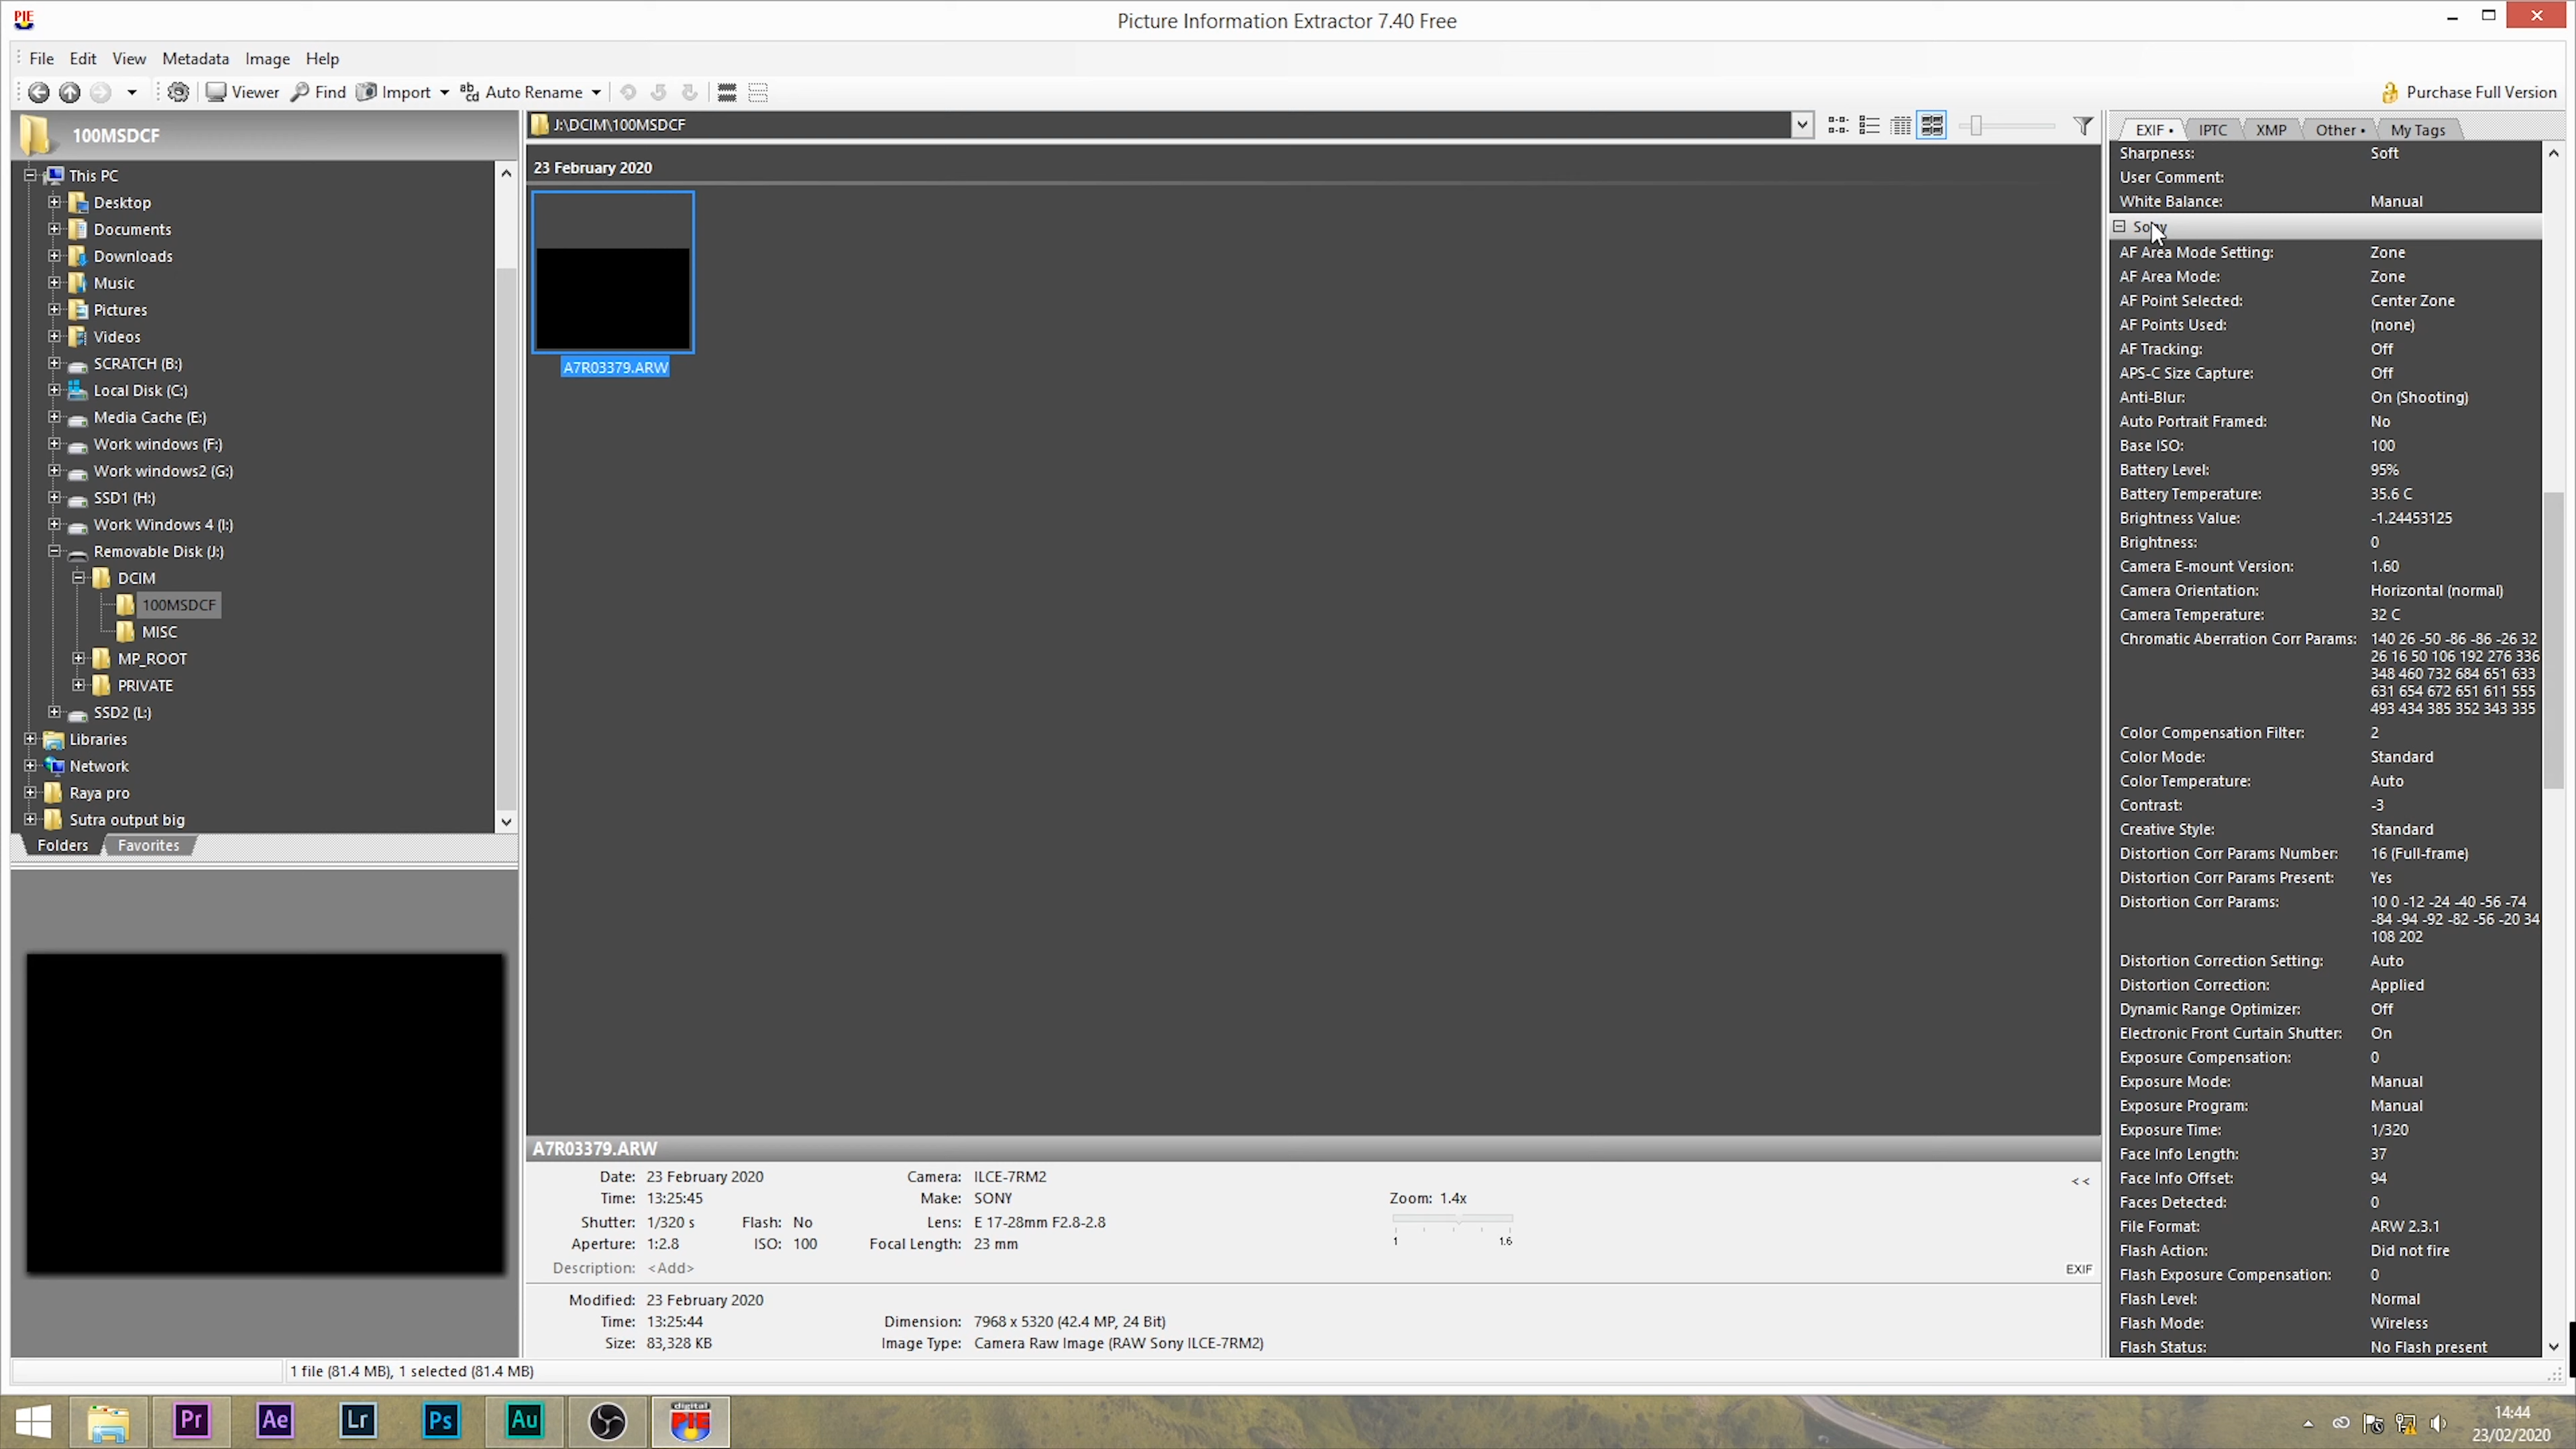 PIE
Picture Information Extractor 7.40 Free
File Edit View Metadata Image Help
Viewer Find Import Auto Rename Purchase Full Version
100MSDCF
This PC
Desktop
Documents
Downloads
Music
Pictures
Videos
SCRATCH (B:)
Local Disk (C:)
Media Cache (E:)
Work windows (F:)
Work windows2 (G:)
SSD1 (H:)
Work Windows 4 (I:)
Removable Disk (J:)
DCIM
100MSDCF
MISC
MP_ROOT
PRIVATE
SSD2 (L:)
Libraries
Network
Raya pro
Sutra output big
Folders Favorites
J:\DCIM\100MSDCF
23 February 2020
A7R03379.ARW
A7R03379.ARW
Date: 23 February 2020 Camera: ILCE-7RM2
Time: 13:25:45 Make: SONY Zoom: 1.4x
Shutter: 1/320 s Flash: No Lens: E 17-28mm F2.8-2.8
Aperture: 1:2.8 ISO: 100 Focal Length: 23 mm 1 1.6
Description: <Add> EXIF
<<
Modified: 23 February 2020
Time: 13:25:44 Dimension: 7968 x 5320 (42.4 MP, 24 Bit)
Size: 83,328 KB Image Type: Camera Raw Image (RAW Sony ILCE-7RM2)
EXIF • IPTC XMP Other • My Tags
Sharpness: Soft
User Comment:
White Balance: Manual
Sony
AF Area Mode Setting: Zone
AF Area Mode: Zone
AF Point Selected: Center Zone
AF Points Used: (none)
AF Tracking: Off
APS-C Size Capture: Off
Anti-Blur: On (Shooting)
Auto Portrait Framed: No
Base ISO: 100
Battery Level: 95%
Battery Temperature: 35.6 C
Brightness Value: -1.24453125
Brightness: 0
Camera E-mount Version: 1.60
Camera Orientation: Horizontal (normal)
Camera Temperature: 32 C
Chromatic Aberration Corr Params: 140 26 -50 -86 -86 -26 32
26 16 50 106 192 276 336
348 460 732 684 651 633
631 654 672 651 611 555
493 434 385 352 343 335
Color Compensation Filter: 2
Color Mode: Standard
Color Temperature: Auto
Contrast: -3
Creative Style: Standard
Distortion Corr Params Number: 16 (Full-frame)
Distortion Corr Params Present: Yes
Distortion Corr Params: 10 0 -12 -24 -40 -56 -74
-84 -94 -92 -82 -56 -20 34
108 202
Distortion Correction Setting: Auto
Distortion Correction: Applied
Dynamic Range Optimizer: Off
Electronic Front Curtain Shutter: On
Exposure Compensation: 0
Exposure Mode: Manual
Exposure Program: Manual
Exposure Time: 1/320
Face Info Length: 37
Face Info Offset: 94
Faces Detected: 0
File Format: ARW 2.3.1
Flash Action: Did not fire
Flash Exposure Compensation: 0
Flash Level: Normal
Flash Mode: Wireless
Flash Status: No Flash present
1 file (81.4 MB), 1 selected (81.4 MB)
Pr Ae Lr Ps Au digital PIE
14:44
23/02/2020